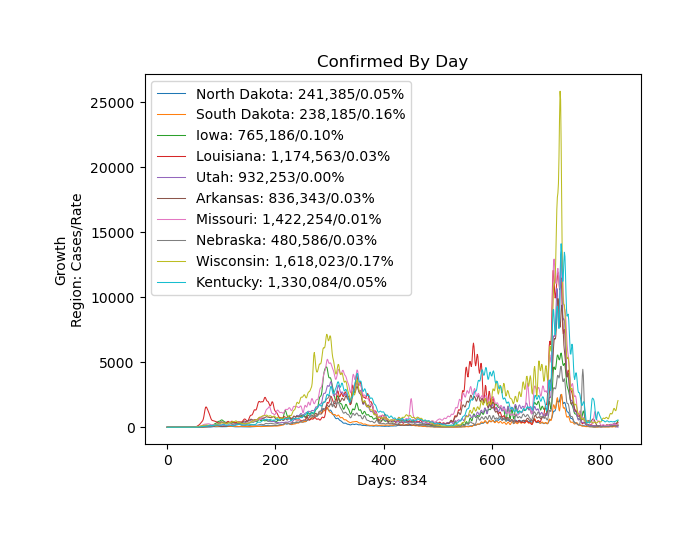 Confirmed By Day
North Dakota: 241,385/0.05%
South Dakota: 238,185/0.16%
Iowa: 765,186/0.10%
Louisiana: 1,174,563/0.03%
Utah: 932,253/0.00%
Arkansas: 836,343/0.03%
Missouri: 1,422,254/0.01%
Nebraska: 480,586/0.03%
Wisconsin: 1,618,023/0.17%
Kentucky: 1,330,084/0.05%
25000
20000
15000
10000
5000
0
Growth
Region: Cases/Rate
0 200 400 600 800
Days: 834